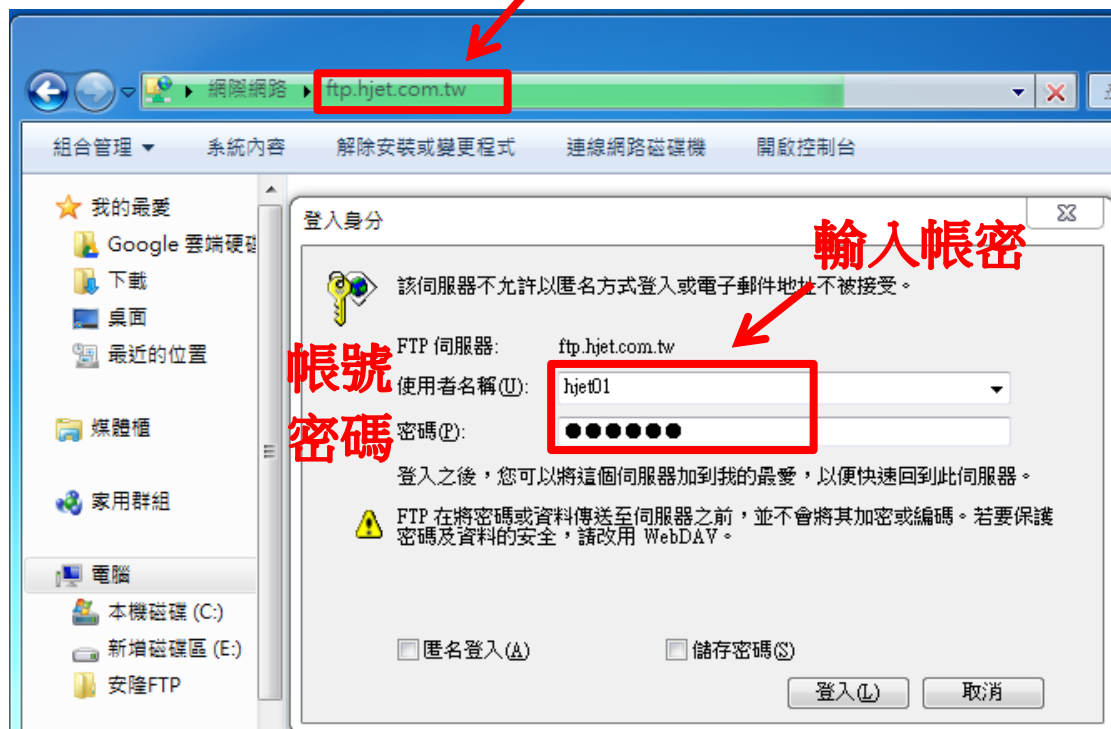 網際網路 ftp.hjet.com.tw
組合管理 系統內容 解除安裝或變更程式 連線網路磁碟機 開啟控制台
我的最愛
Google 雲端硬碟
下載
桌面
最近的位置
媒體櫃
家用群組
電腦
本機磁碟 (C:)
新增磁碟區 (E:)
安隆FTP
登入身分
輸入帳密
該伺服器不允許以匿名方式登入或電子郵件地址不被接受。
FTP 伺服器: ftp.hjet.com.tw
帳號
使用者名稱(U): hjet01
密碼
密碼(P): ●●●●●●
登入之後，您可以將這個伺服器加到我的最愛，以便快速回到此伺服器。
FTP 在將密碼或資料傳送至伺服器之前，並不會將其加密或編碼。若要保護
密碼及資料的安全，請改用 WebDAV。
匿名登入(A) 儲存密碼(S)
登入(L) 取消